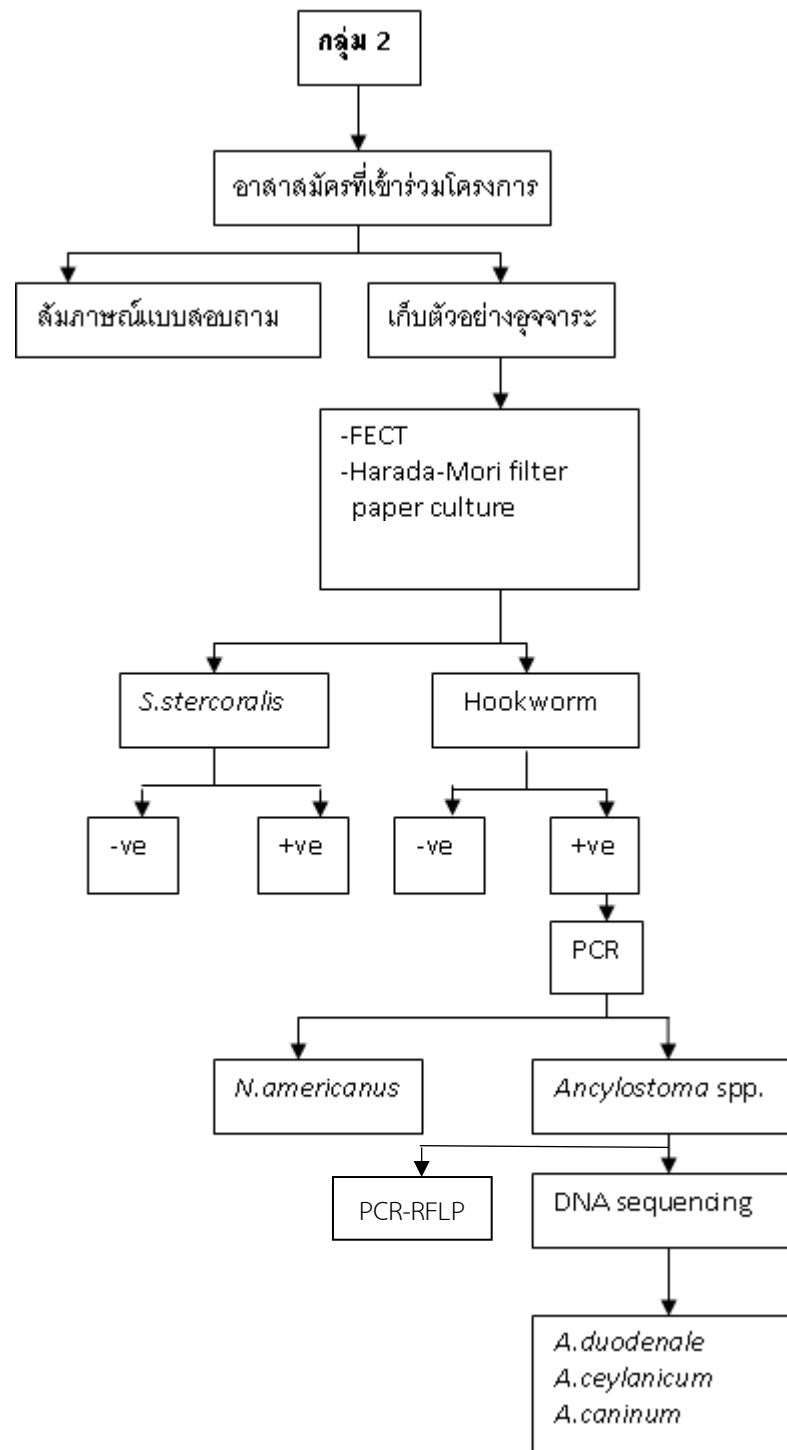 กลุ่ม 2
อาสาสมัครที่เข้าร่วมโครงการ
สัมภาษณ์แบบสอบถาม
เก็บตัวอย่างอุจจาระ
-FECT
-Harada-Mori filter
paper culture
S.stercoralis
Hookworm
-ve
+ve
-ve
+ve
PCR
N.americanus
Ancylostoma spp.
PCR-RFLP
DNA sequencing
A.duodenale
A.ceylanicum
A.caninum